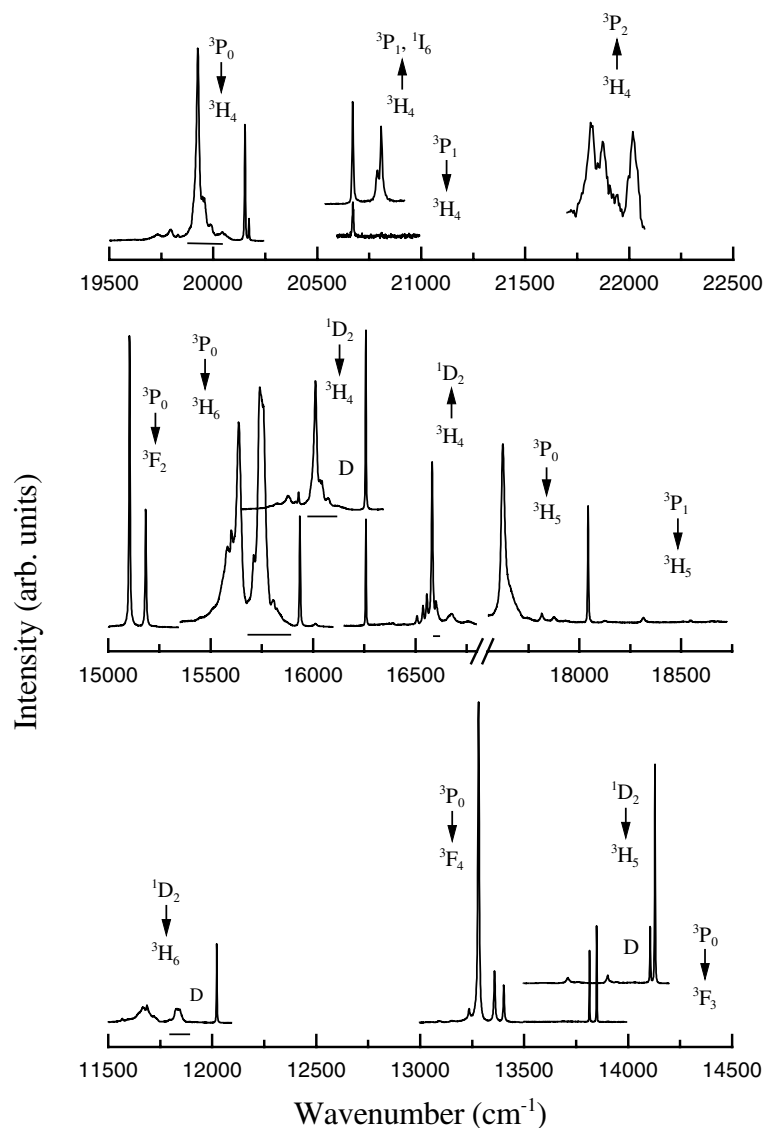 ³P₀
³H₄
³P₁, ¹I₆
³H₄
³P₁
³H₄
³P₂
³H₄
19500 20000 20500 21000 21500 22000 22500
³P₀
³F₂
³P₀
³H₆
¹D₂
³H₄
D
¹D₂
³H₄
³P₀
³H₅
³P₁
³H₅
15000 15500 16000 16500 18000 18500
Intensity (arb. units)
¹D₂
³H₆
D
³P₀
³F₄
¹D₂
³H₅
D
³P₀
³F₃
11500 12000 13000 13500 14000 14500
Wavenumber (cm⁻¹)